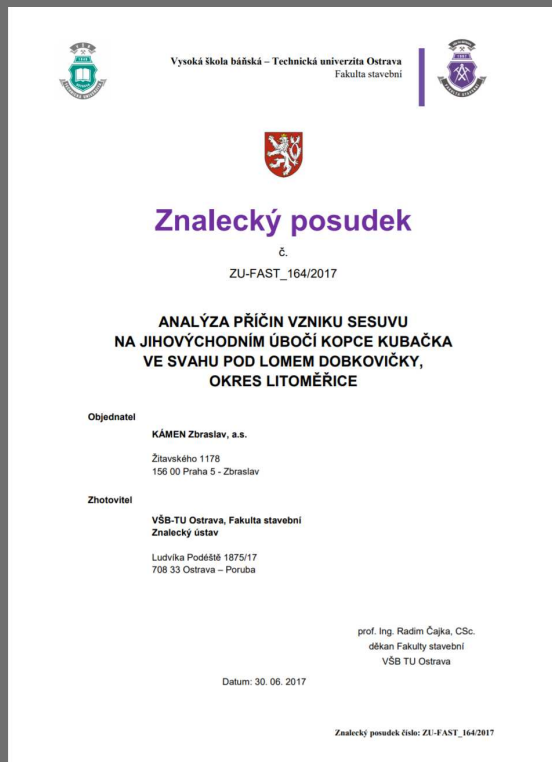 Vysoká škola báňská – Technická univerzita Ostrava
Fakulta stavební
Znalecký posudek
č.
ZU-FAST_164/2017
ANALÝZA PŘÍČIN VZNIKU SESUVU
NA JIHOVÝCHODNÍM ÚBOČÍ KOPCE KUBAČKA
VE SVAHU POD LOMEM DOBKOVIČKY,
OKRES LITOMĚŘICE
Objednatel
KÁMEN Zbraslav, a.s.
Žitavského 1178
156 00 Praha 5 - Zbraslav
Zhotovitel
VŠB-TU Ostrava, Fakulta stavební
Znalecký ústav
Ludvíka Podéště 1875/17
708 33 Ostrava – Poruba
prof. Ing. Radim Čajka, CSc.
děkan Fakulty stavební
VŠB TU Ostrava
Datum: 30. 06. 2017
Znalecký posudek číslo: ZU-FAST_164/2017